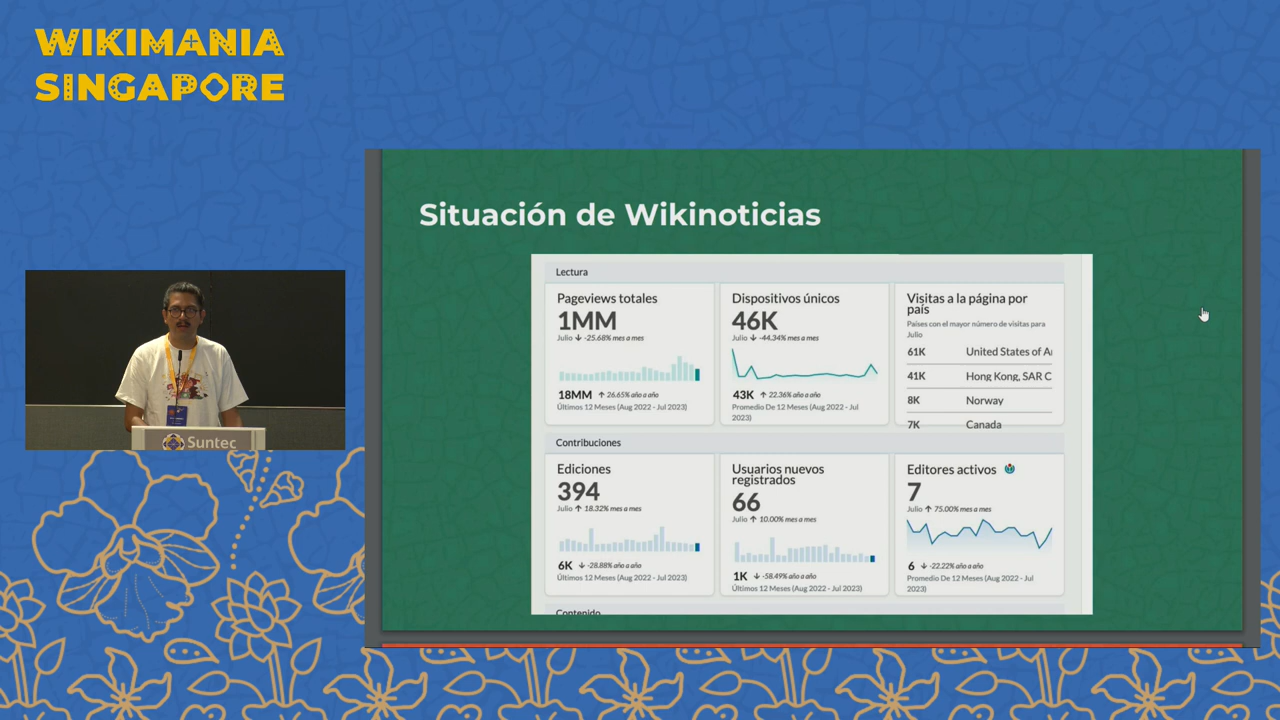 WIKIMANIA
SINGAPORE
Situación de Wikinoticias
Lectura
Pageviews totales
1MM
Julio ↓ -25.68% mes a mes
18MM ↑ 26.65% año a año
Últimos 12 Meses (Aug 2022 - Jul 2023)
Dispositivos únicos
46K
Julio ↓ -44.34% mes a mes
43K ↑ 22.36% año a año
Promedio De 12 Meses (Aug 2022 - Jul
2023)
Visitas a la página por
país
Países con el mayor número de visitas para
Julio
61K United States of
41K Hong Kong, SAR C
8K Norway
7K Canada
Contribuciones
Ediciones
394
Julio ↑ 18.32% mes a mes
6K ↓ -28.88% año a año
Últimos 12 Meses (Aug 2022 - Jul 2023)
Usuarios nuevos
registrados
66
Julio ↑ 10.00% mes a mes
1K ↓ -58.49% año a año
Últimos 12 Meses (Aug 2022 - Jul 2023)
Editores activos
7
Julio ↑ 75.00% mes a mes
6 ↓ -22.22% año a año
Promedio De 12 Meses (Aug 2022 - Jul
2023)
Contenido
Suntec